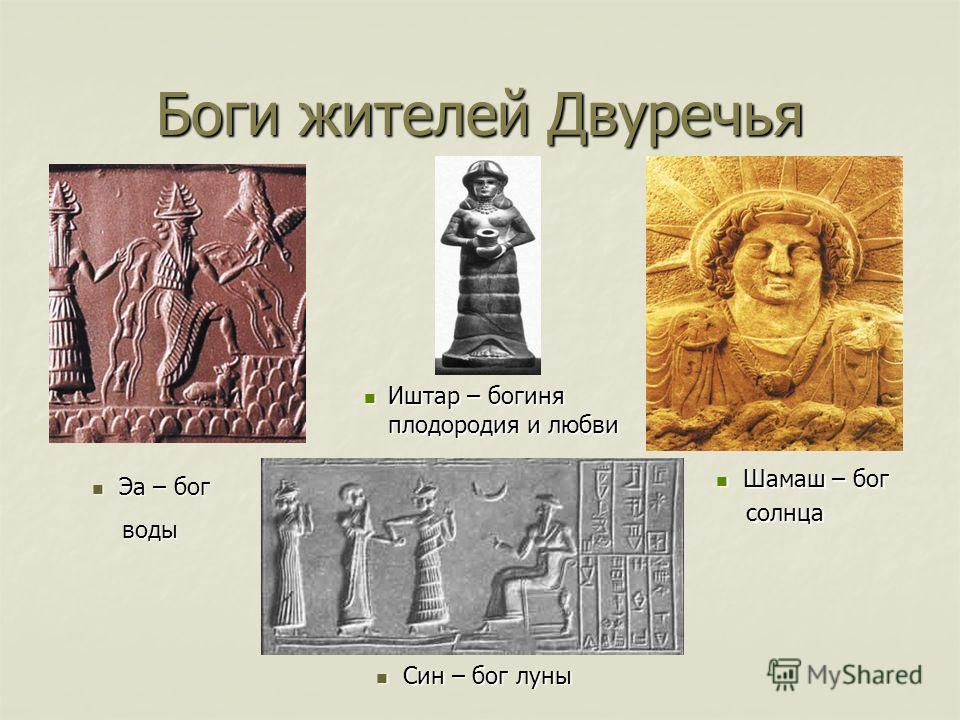 Боги жителей Двуречья
Иштар – богиня
плодородия и любви
Эа – бог
воды
Шамаш – бог
солнца
Син – бог луны
MyShared